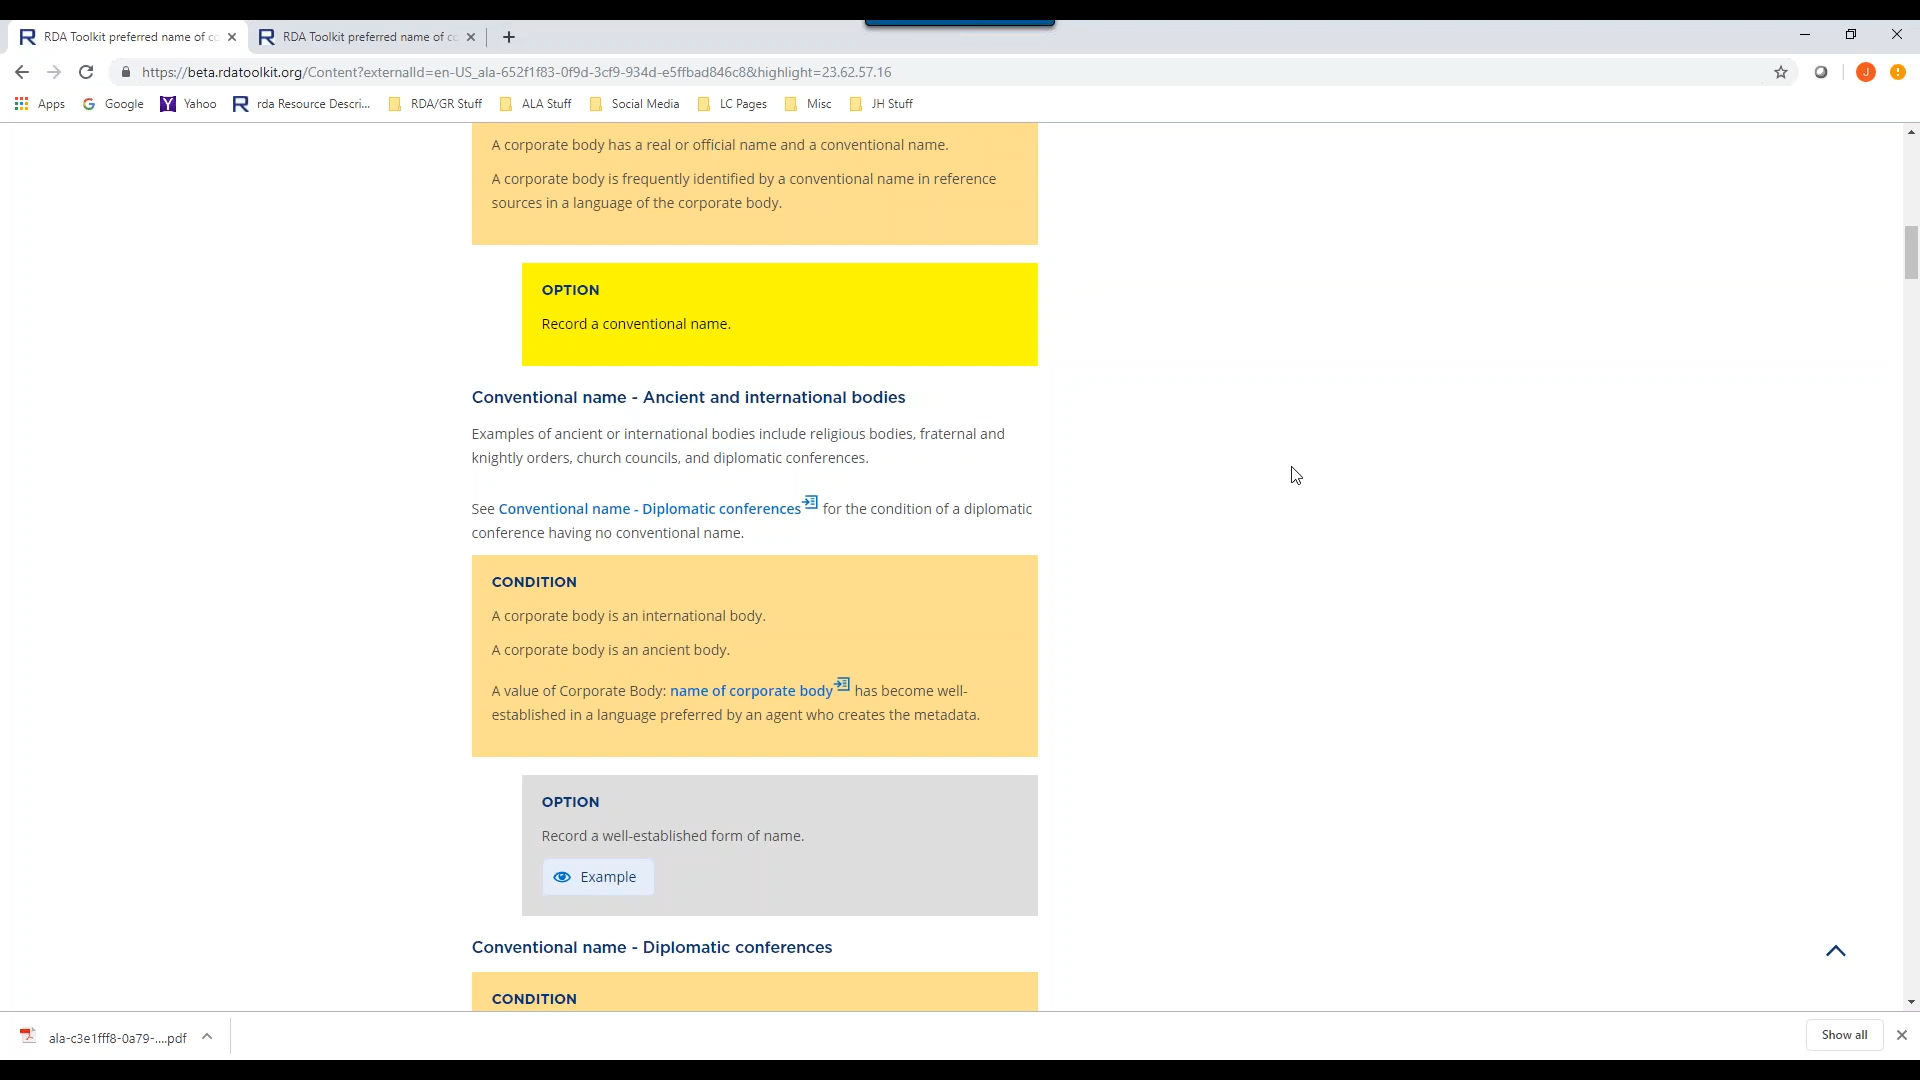 RDA Toolkit preferred name of co
RDA Toolkit preferred name of co
https://beta.rdatoolkit.org/Content?externalId=en-US_ala-652f1f83-0f9d-3cf9-934d-e5ffbad846c8&highlight=23.62.57.16
J
Apps
Google
Yahoo
rda Resource Descri...
RDA/GR Stuff
ALA Stuff
Social Media
LC Pages
Misc
JH Stuff
A corporate body has a real or official name and a conventional name.
A corporate body is frequently identified by a conventional name in reference
sources in a language of the corporate body.
OPTION
Record a conventional name.
Conventional name - Ancient and international bodies
Examples of ancient or international bodies include religious bodies, fraternal and
knightly orders, church councils, and diplomatic conferences.
See Conventional name - Diplomatic conferences for the condition of a diplomatic
conference having no conventional name.
CONDITION
A corporate body is an international body.
A corporate body is an ancient body.
A value of Corporate Body: name of corporate body has become well-
established in a language preferred by an agent who creates the metadata.
OPTION
Record a well-established form of name.
Example
Conventional name - Diplomatic conferences
CONDITION
ala-c3e1fff8-0a79-....pdf
Show all